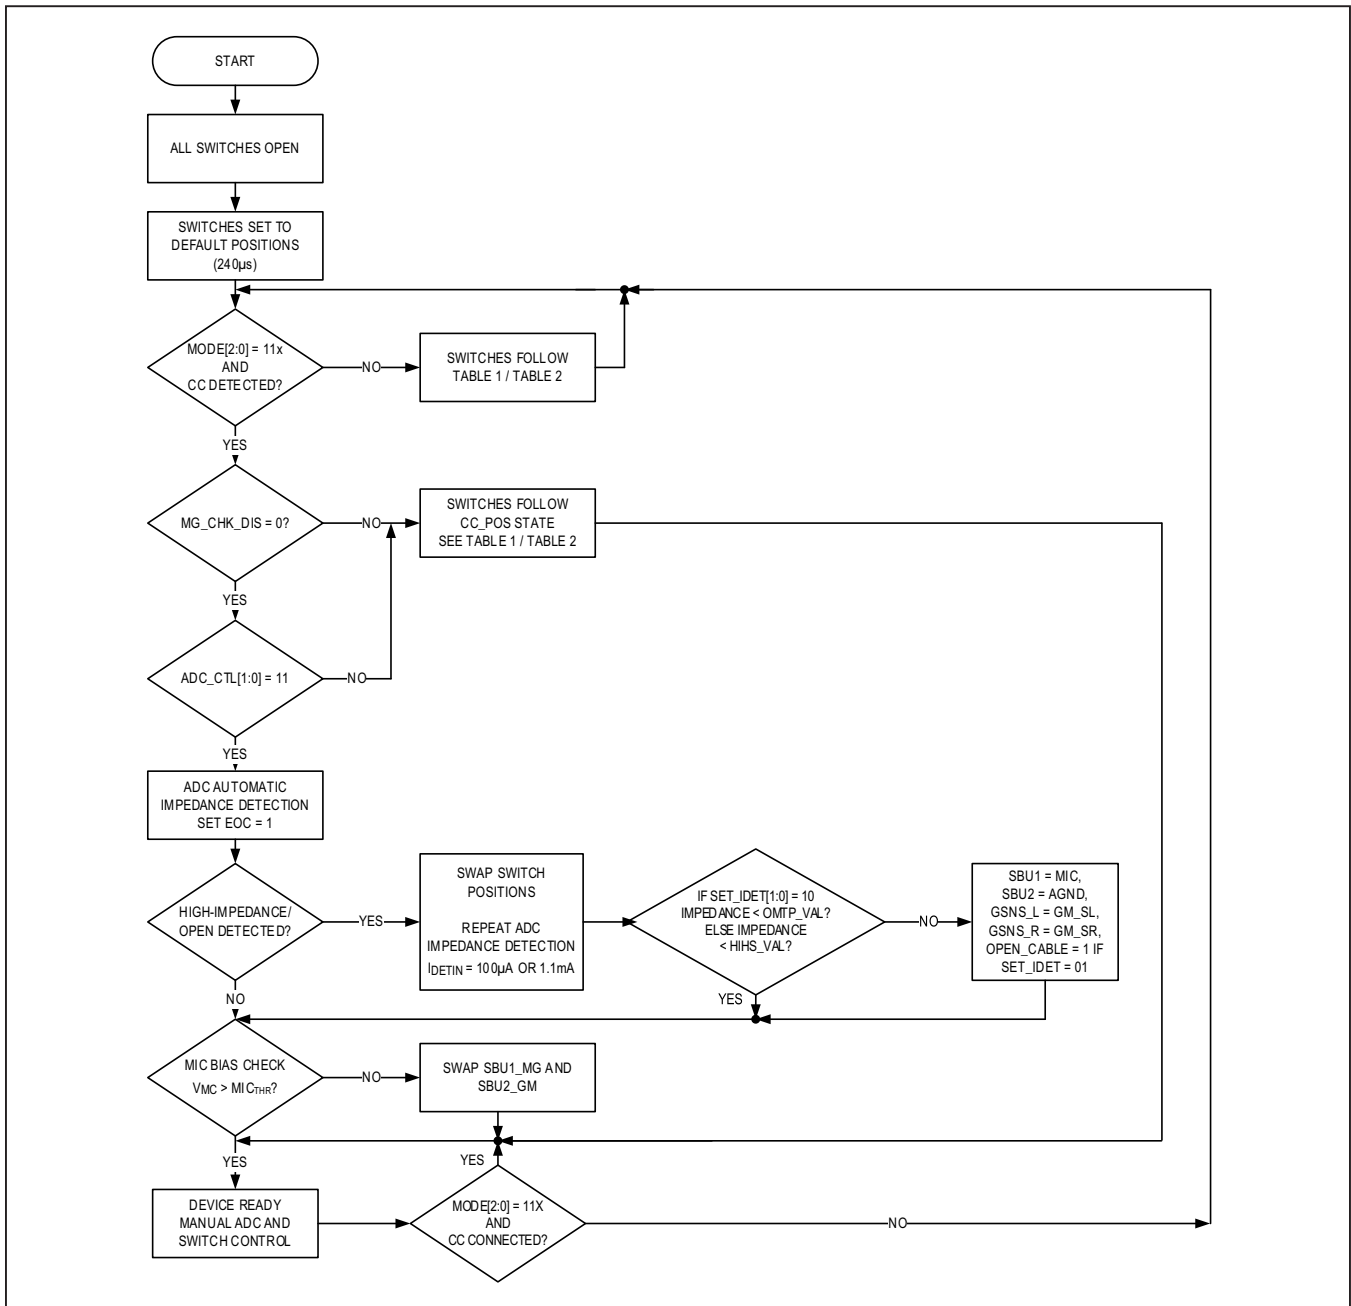 START
ALL SWITCHES OPEN
SWITCHES SET TO
DEFAULT POSITIONS
(240µs)
MODE[2:0] = 11x
AND
CC DETECTED?
NO
SWITCHES FOLLOW
TABLE 1 / TABLE 2
YES
MG_CHK_DIS = 0?
NO
SWITCHES FOLLOW
CC_POS STATE
SEE TABLE 1 / TABLE 2
YES
ADC_CTL[1:0] = 11
NO
YES
ADC AUTOMATIC
IMPEDANCE DETECTION
SET EOC = 1
HIGH-IMPEDANCE/
OPEN DETECTED?
YES
SWAP SWITCH
POSITIONS
REPEAT ADC
IMPEDANCE DETECTION
IDETIN = 100µA OR 1.1mA
IF SET_IDET[1:0] = 10
IMPEDANCE < OMTP_VAL?
ELSE IMPEDANCE
< HIHS_VAL?
NO
SBU1 = MIC,
SBU2 = AGND,
GSNS_L = GM_SL,
GSNS_R = GM_SR,
OPEN_CABLE = 1 IF
SET_IDET = 01
NO
YES
MIC BIAS CHECK
VMC > MICTHR?
NO
SWAP SBU1_MG AND
SBU2_GM
YES
YES
DEVICE READY
MANUAL ADC AND
SWITCH CONTROL
MODE[2:0] = 11X
AND
CC CONNECTED?
NO